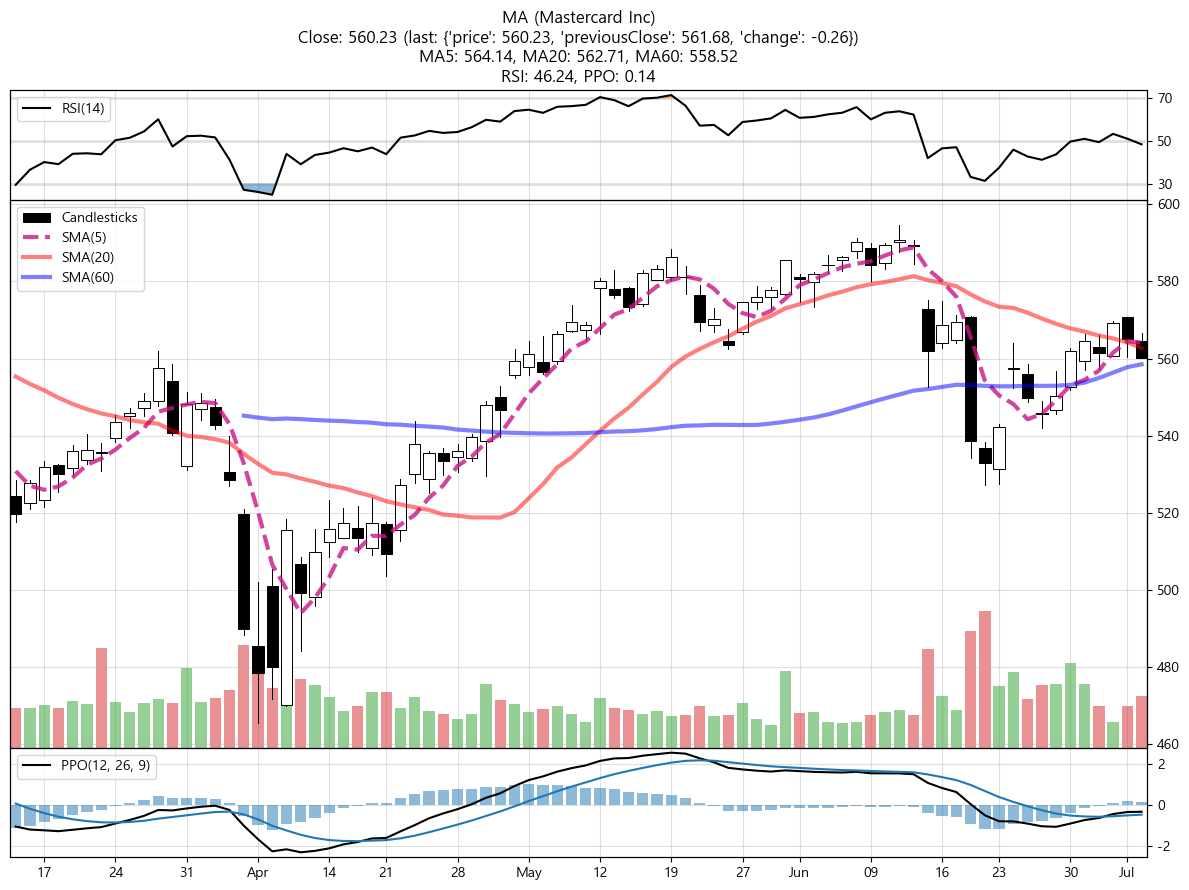 MA (Mastercard Inc)
Close: 560.23 (last: {'price': 560.23, 'previousClose': 561.68, 'change': -0.26})
MA5: 564.14, MA20: 562.71, MA60: 558.52
RSI: 46.24, PPO: 0.14
RSI(14)
70
50
30
Candlesticks
SMA(5)
SMA(20)
SMA(60)
600
580
560
540
520
500
480
460
PPO(12, 26, 9)
2
0
-2
17 24 31 Apr 14 21 28 May 12 19 27 Jun 09 16 23 30 Jul